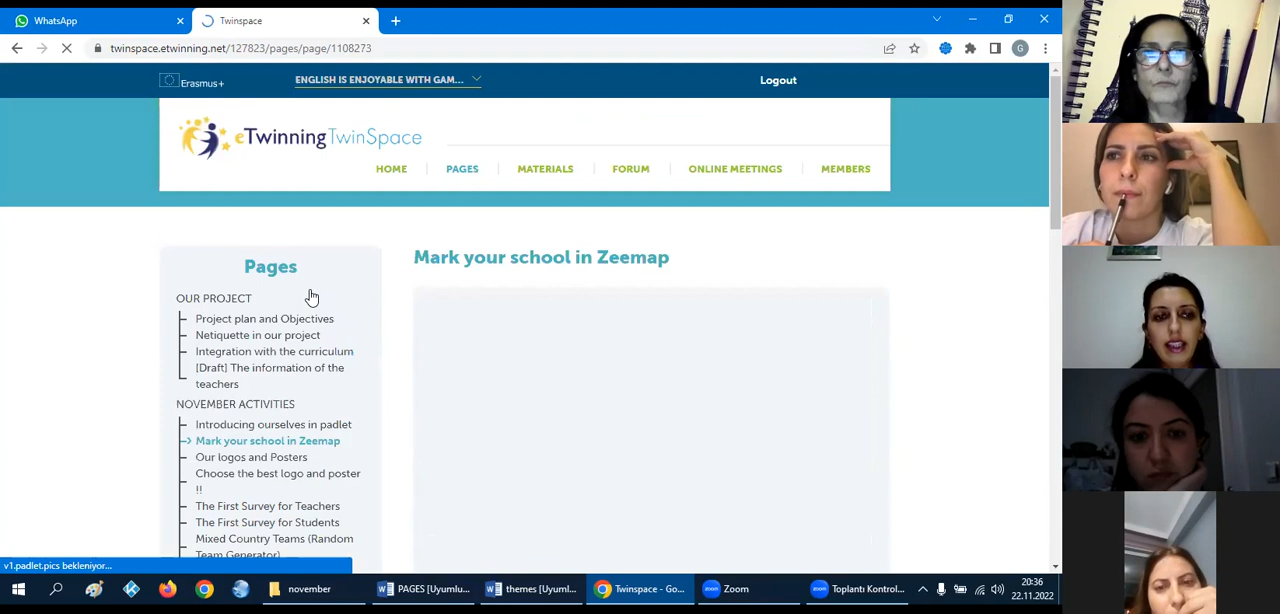 WhatsApp
Twinspace
twinspace.etwinning.net/127823/pages/page/1108273
G
Erasmus+
ENGLISH IS ENJOYABLE WITH GAM...
Logout
eTwinningTwinSpace
HOME
PAGES
MATERIALS
FORUM
ONLINE MEETINGS
MEMBERS
Pages
OUR PROJECT
Project plan and Objectives
Netiquette in our project
Integration with the curriculum
[Draft] The information of the
teachers
NOVEMBER ACTIVITIES
Introducing ourselves in padlet
Mark your school in Zeemap
Our logos and Posters
Choose the best logo and poster
!!
The First Survey for Teachers
The First Survey for Students
Mixed Country Teams (Random
Team Generator)
Mark your school in Zeemap
v1.padlet.pics bekleniyor...
november
PAGES [Uyumlu...
themes [Uyumlu...
Twinspace - Go...
Zoom
Toplantı Kontrol...
20:36
22.11.2022